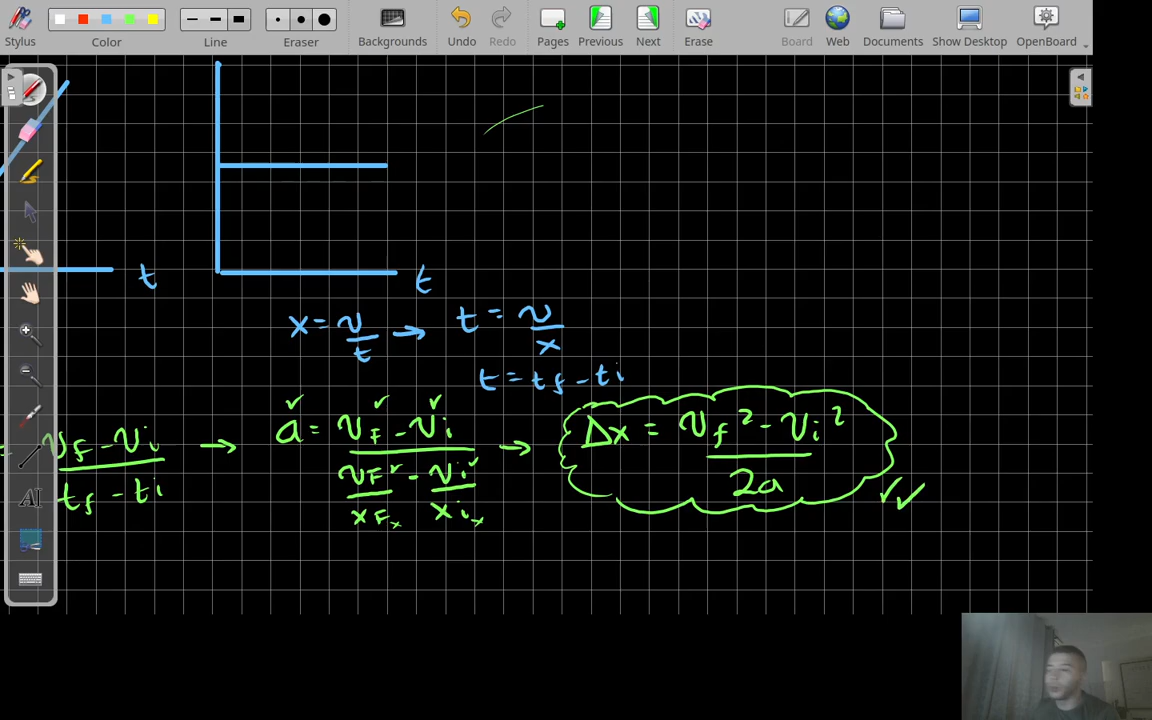 Stylus Color Line Eraser Backgrounds Undo Redo Pages Previous Next Erase Board Web Documents Show Desktop OpenBoard
t
t
x = v/t → t = v/x
t = tf - ti
vf - vi / tf - ti → a = vf - vi / vF/xF - vi/xi → Δx = vf² - vi² / 2a